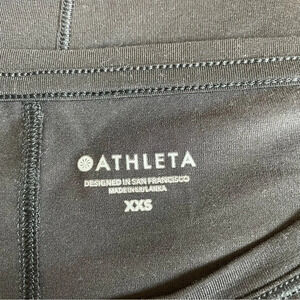 ATHLETA
DESIGNED IN SAN FRANCISCO
MADE IN SRI LANKA
XXS